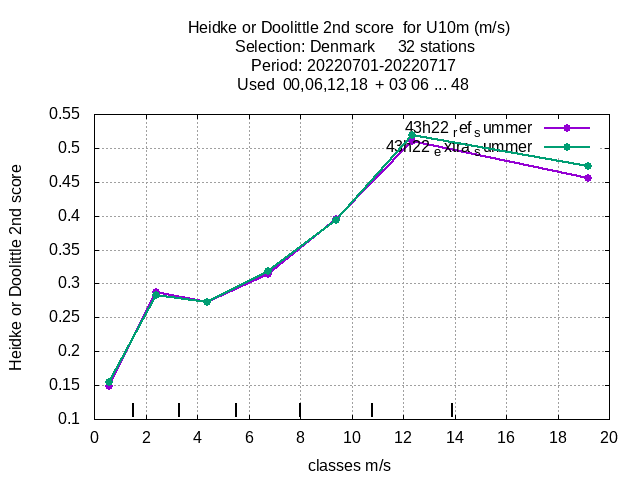 Heidke or Doolittle 2nd score  for U10m (m/s)
Selection: Denmark     32 stations
Period: 20220701-20220717
Used  00,06,12,18  + 03 06 ... 48
43h22refsummer
43h22extrasummer
Heidke or Doolittle 2nd score
0.55
0.5
0.45
0.4
0.35
0.3
0.25
0.2
0.15
0.1
0 2 4 6 8 10 12 14 16 18 20
classes m/s